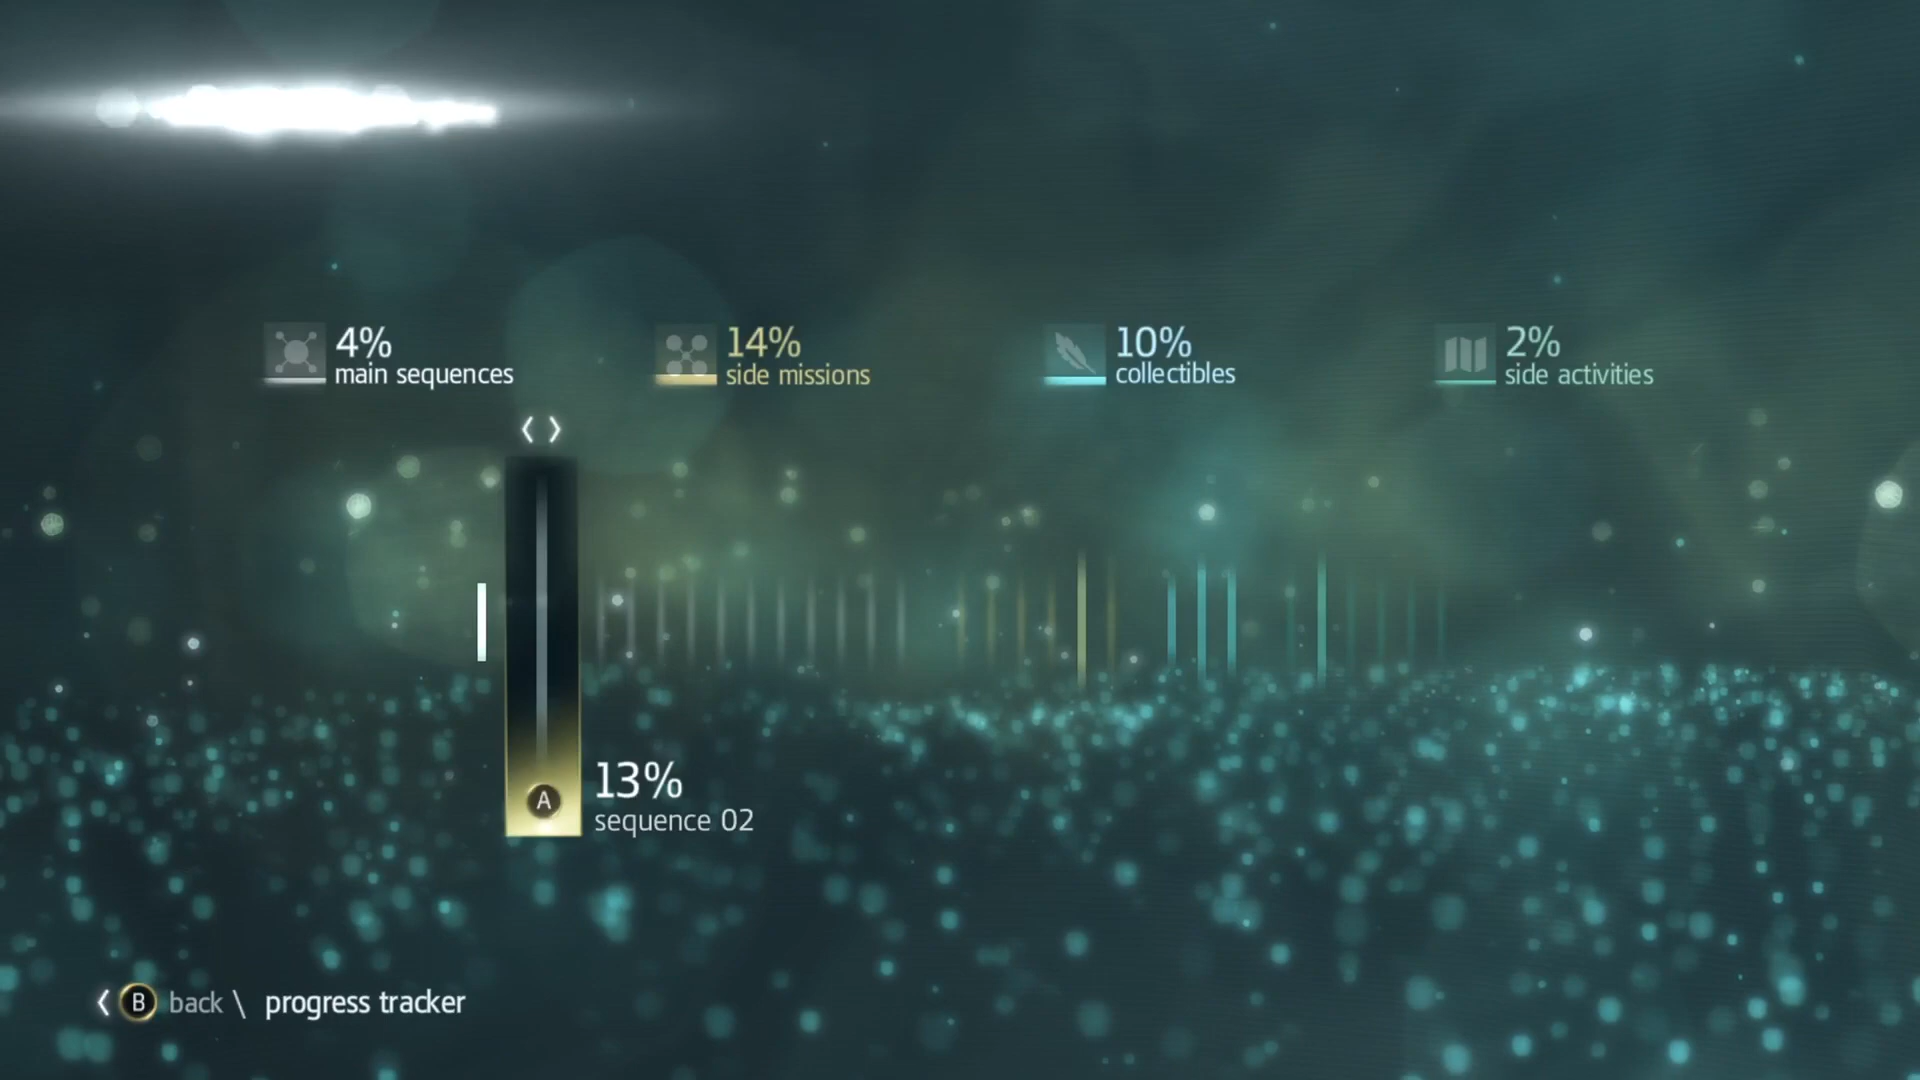 4%
main sequences
14%
side missions
10%
collectibles
2%
side activities
A
13%
sequence 02
B back \ progress tracker